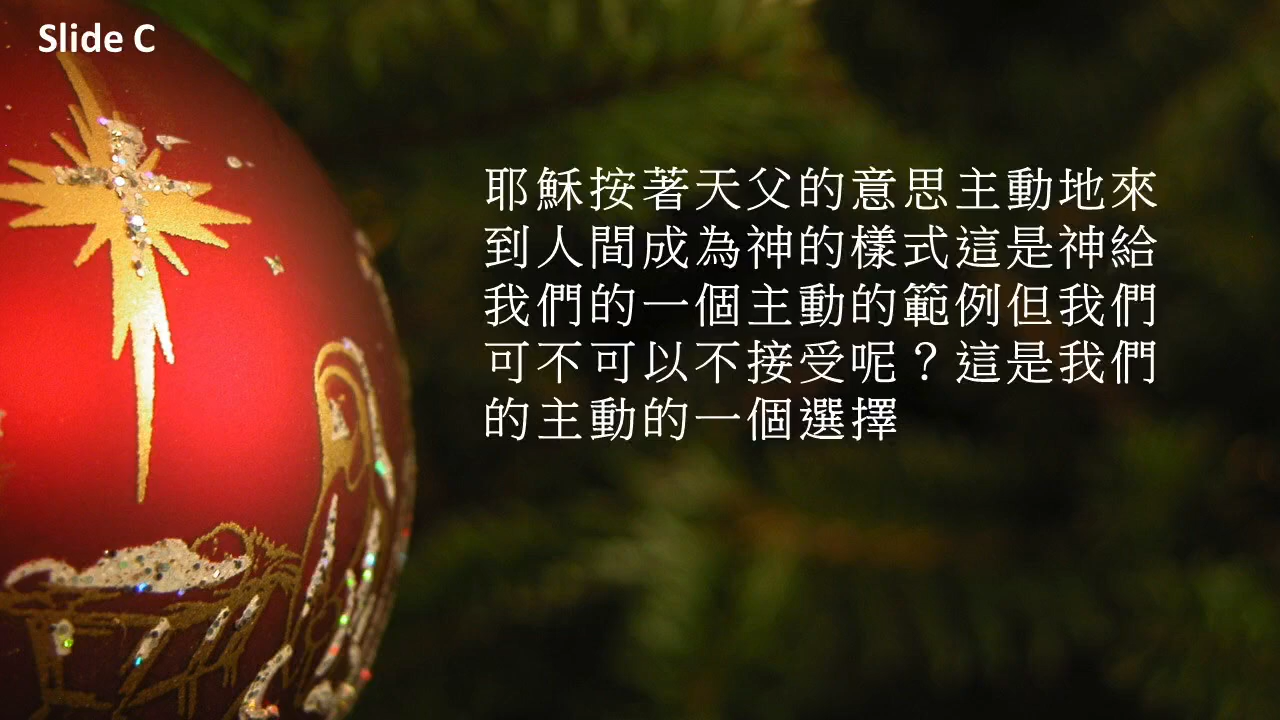 Slide C
耶穌按著天父的意思主動地來
到人間成為神的樣式這是神給
我們的一個主動的範例但我們
可不可以不接受呢？這是我們
的主動的一個選擇